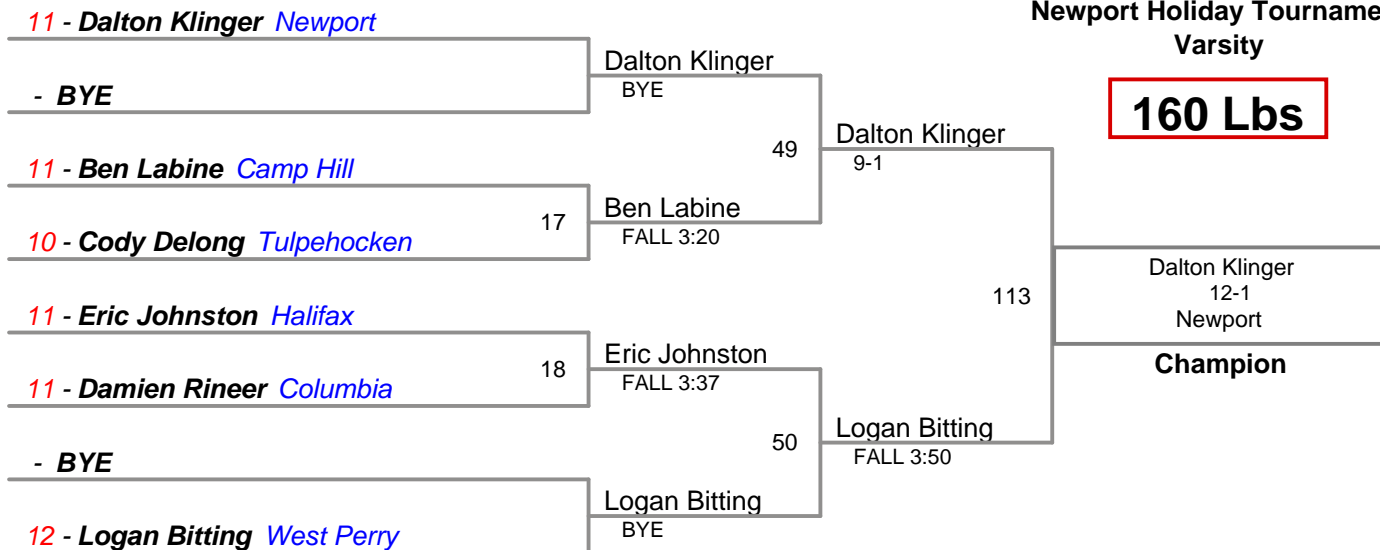 11 - Dalton Klinger Newport
Newport Holiday Tourname
Varsity
160 Lbs
Dalton Klinger
BYE
- BYE
49
Dalton Klinger
9-1
11 - Ben Labine Camp Hill
17
Ben Labine
FALL 3:20
10 - Cody Delong Tulpehocken
113
Dalton Klinger
12-1
Newport
Champion
11 - Eric Johnston Halifax
18
Eric Johnston
FALL 3:37
11 - Damien Rineer Columbia
50
Logan Bitting
FALL 3:50
- BYE
Logan Bitting
BYE
12 - Logan Bitting West Perry